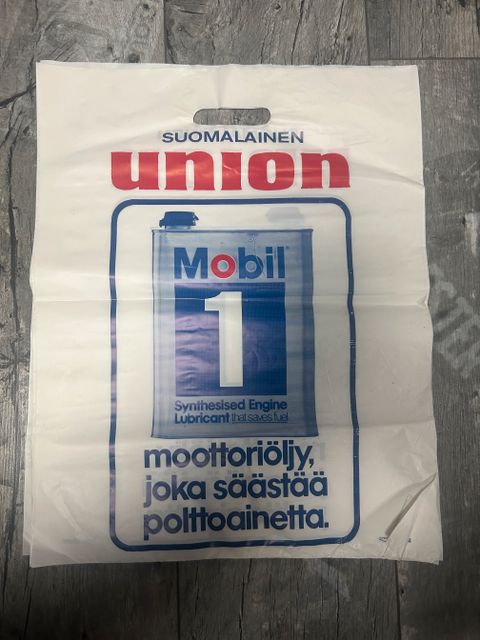 SUOMALAINEN
union
Mobil
1
Synthesised Engine
Lubricant that saves fuel
moottoriöljy,
joka säästää
polttoainetta.